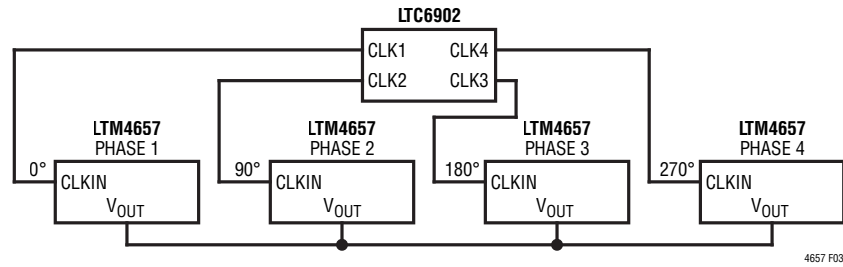 LTC6902
CLK1 CLK4
CLK2 CLK3
LTM4657 LTM4657 LTM4657 LTM4657
PHASE 1 PHASE 2 PHASE 3 PHASE 4
0° 90° 180° 270°
CLKIN CLKIN CLKIN CLKIN
VOUT VOUT VOUT VOUT
4657 F03